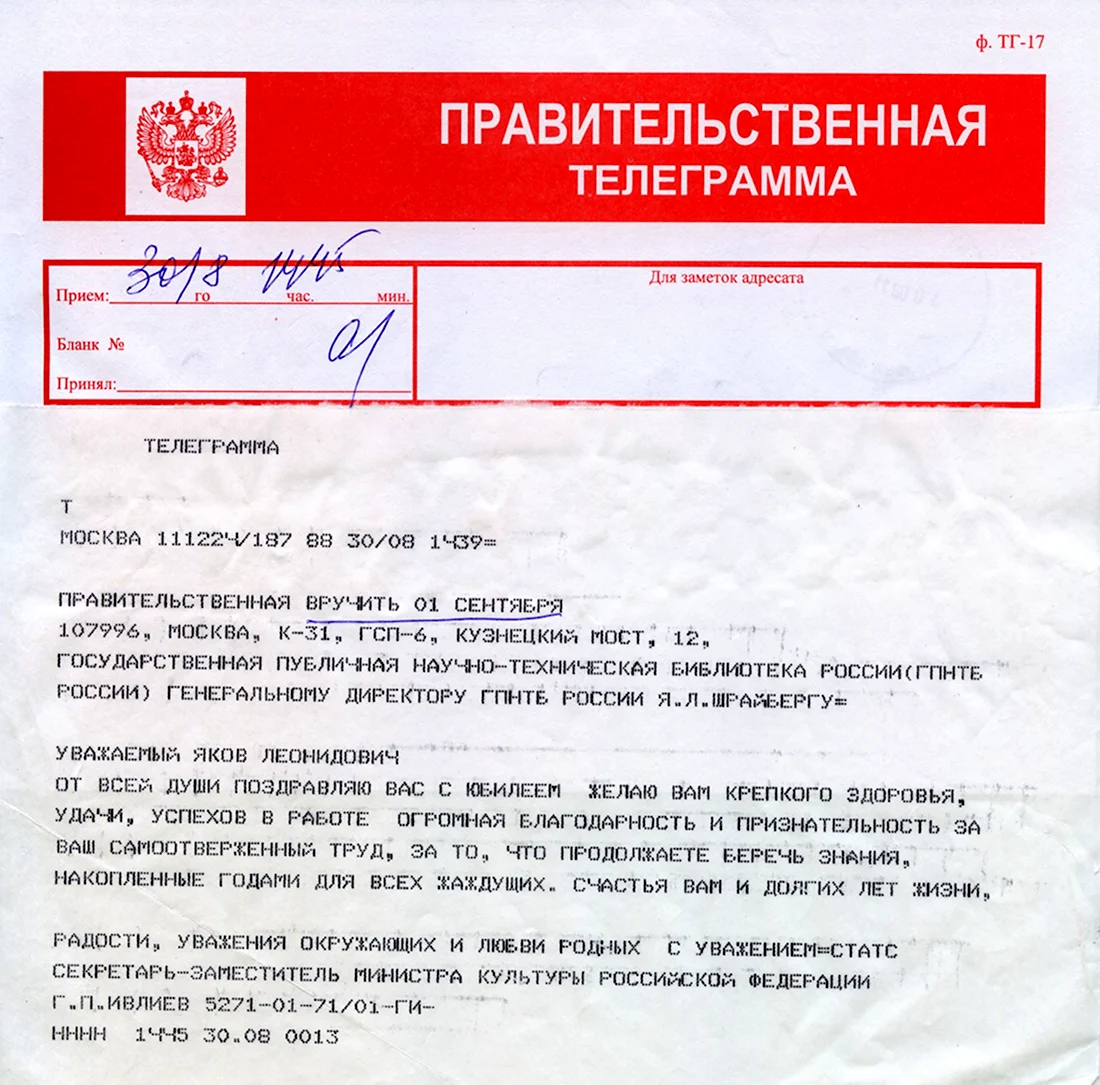 ф. ТГ-17
ПРАВИТЕЛЬСТВЕННАЯ
ТЕЛЕГРАММА
30/8 14 45
Прием: го час. мин.
Для заметок адресата
Бланк №
Принял:
ТЕЛЕГРАММА
Т
МОСКВА 111224/187 88 30/08 1439=
ПРАВИТЕЛЬСТВЕННАЯ ВРУЧИТЬ 01 СЕНТЯБРЯ
107996, МОСКВА, К-31, ГСП-6, КУЗНЕЦКИЙ МОСТ, 12,
ГОСУДАРСТВЕННАЯ ПУБЛИЧНАЯ НАУЧНО-ТЕХНИЧЕСКАЯ БИБЛИОТЕКА РОССИИ(ГПНТБ
РОССИИ) ГЕНЕРАЛЬНОМУ ДИРЕКТОРУ ГПНТБ РОССИИ Я.Л.ШРАЙБЕРГУ=
УВАЖАЕМЫЙ ЯКОВ ЛЕОНИДОВИЧ
ОТ ВСЕЙ ДУШИ ПОЗДРАВЛЯЮ ВАС С ЮБИЛЕЕМ ЖЕЛАЮ ВАМ КРЕПКОГО ЗДОРОВЬЯ,
УДАЧИ, УСПЕХОВ В РАБОТЕ ОГРОМНАЯ БЛАГОДАРНОСТЬ И ПРИЗНАТЕЛЬНОСТЬ ЗА
ВАШ САМООТВЕРЖЕННЫЙ ТРУД, ЗА ТО, ЧТО ПРОДОЛЖАЕТЕ БЕРЕЧЬ ЗНАНИЯ,
НАКОПЛЕННЫЕ ГОДАМИ ДЛЯ ВСЕХ ЖАЖДУЩИХ. СЧАСТЬЯ ВАМ И ДОЛГИХ ЛЕТ ЖИЗНИ,
РАДОСТИ, УВАЖЕНИЯ ОКРУЖАЮЩИХ И ЛЮБВИ РОДНЫХ С УВАЖЕНИЕМ=СТАТС
СЕКРЕТАРЬ-ЗАМЕСТИТЕЛЬ МИНИСТРА КУЛЬТУРЫ РОССИЙСКОЙ ФЕДЕРАЦИИ
Г.П.ИВЛИЕВ 5271-01-71/01-ГИ-
НННН 1445 30.08 0013